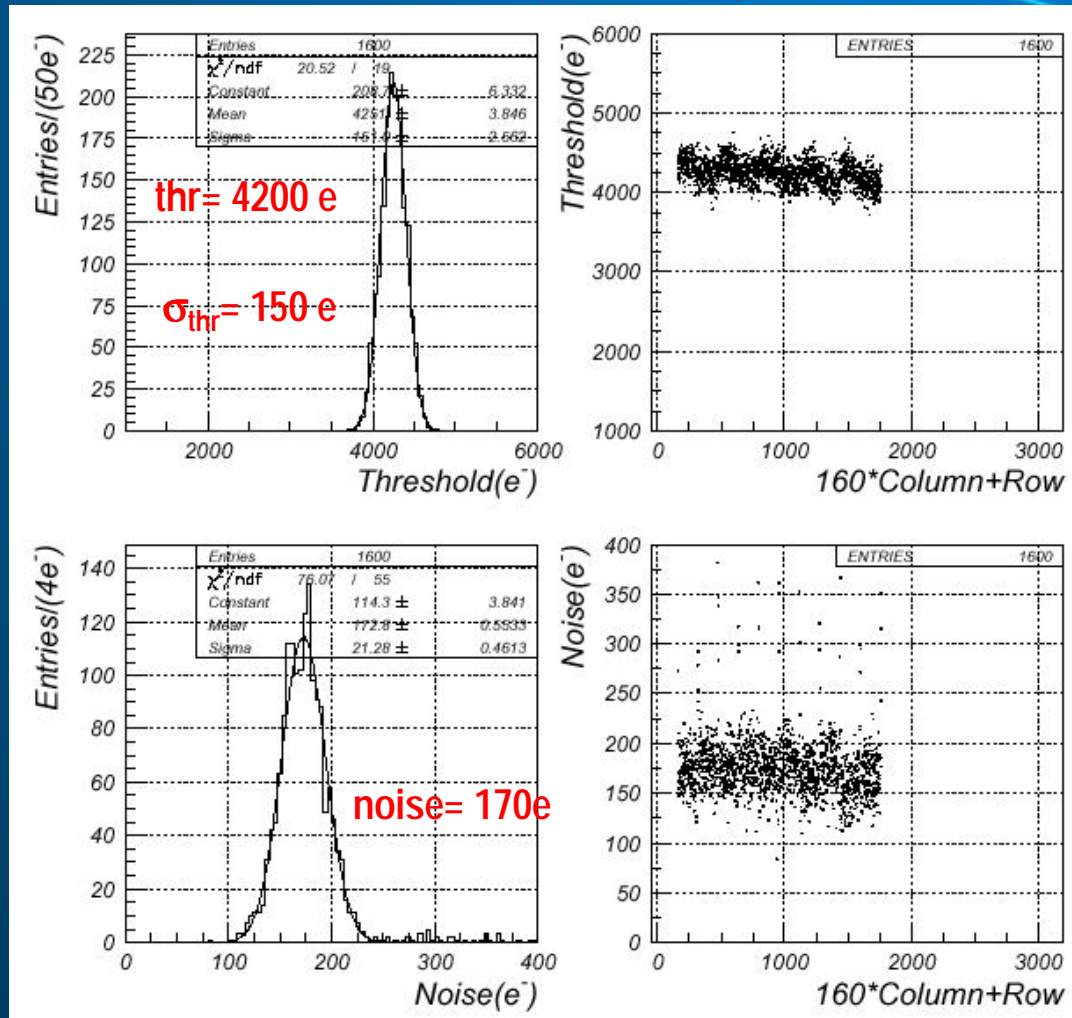 Entries/(50e⁻)
225
200
175
150
125
100
75
50
25
0
Entries 1600
χ²/ndf 20.52 / 19
Constant ± 6.332
Mean 4251 ± 3.846
Sigma ± 2.662
thr= 4200 e
σthr= 150 e
2000 4000 6000
Threshold(e⁻)
Threshold(e⁻)
6000
5000
4000
3000
2000
1000
ENTRIES 1600
0 1000 2000 3000
160*Column+Row
Entries/(4e⁻)
140
120
100
80
60
40
20
0
Entries 1600
χ²/ndf / 55
Constant 114.3 ± 3.841
Mean 172.8 ± 0.5533
Sigma 21.28 ± 0.4613
noise= 170e
0 100 200 300 400
Noise(e⁻)
Noise(e⁻)
400
350
300
250
200
150
100
50
0
ENTRIES 1600
0 1000 2000 3000
160*Column+Row